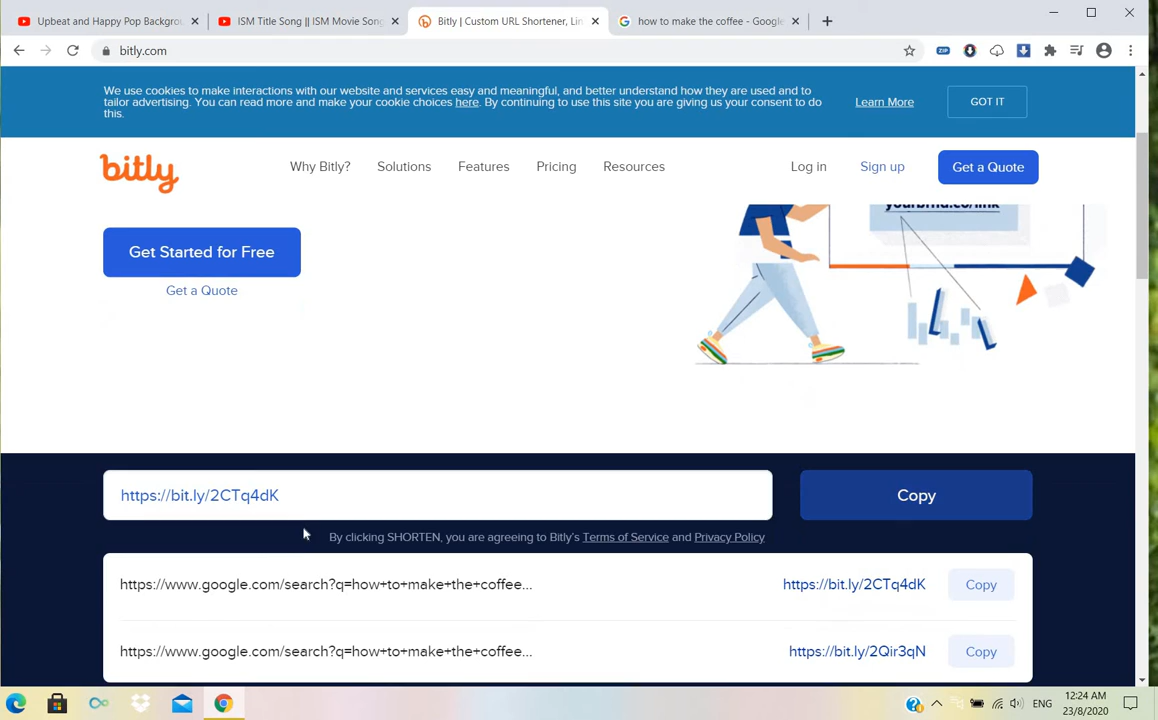 Upbeat and Happy Pop Backgrou
ISM Title Song || ISM Movie Song
Bitly | Custom URL Shortener, Lin
how to make the coffee - Google
bitly.com
ZIP
We use cookies to make interactions with our website and services easy and meaningful, and better understand how they are used and to
tailor advertising. You can read more and make your cookie choices here. By continuing to use this site you are giving us your consent to do
this.
Learn More
GOT IT
bitly
Why Bitly?
Solutions
Features
Pricing
Resources
Log in
Sign up
Get a Quote
yourbrnd.co/link
Get Started for Free
Get a Quote
https://bit.ly/2CTq4dK
Copy
By clicking SHORTEN, you are agreeing to Bitly's Terms of Service and Privacy Policy
https://www.google.com/search?q=how+to+make+the+coffee...
https://bit.ly/2CTq4dK
Copy
https://www.google.com/search?q=how+to+make+the+coffee...
https://bit.ly/2Qir3qN
Copy
ENG
12:24 AM
23/8/2020